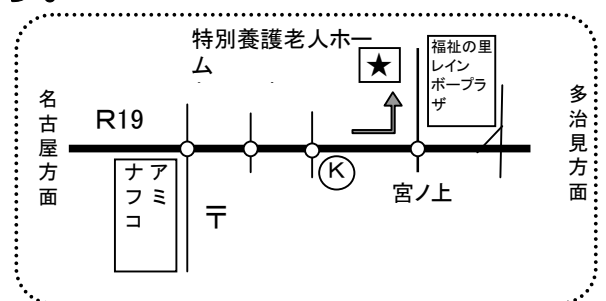 す。
特別養護老人ホー
ム
★
福祉の里
レイン
ボープラ
ザ
名古屋方面
R19
多治見方面
アミ
ナフコ
〒
K
宮ノ上